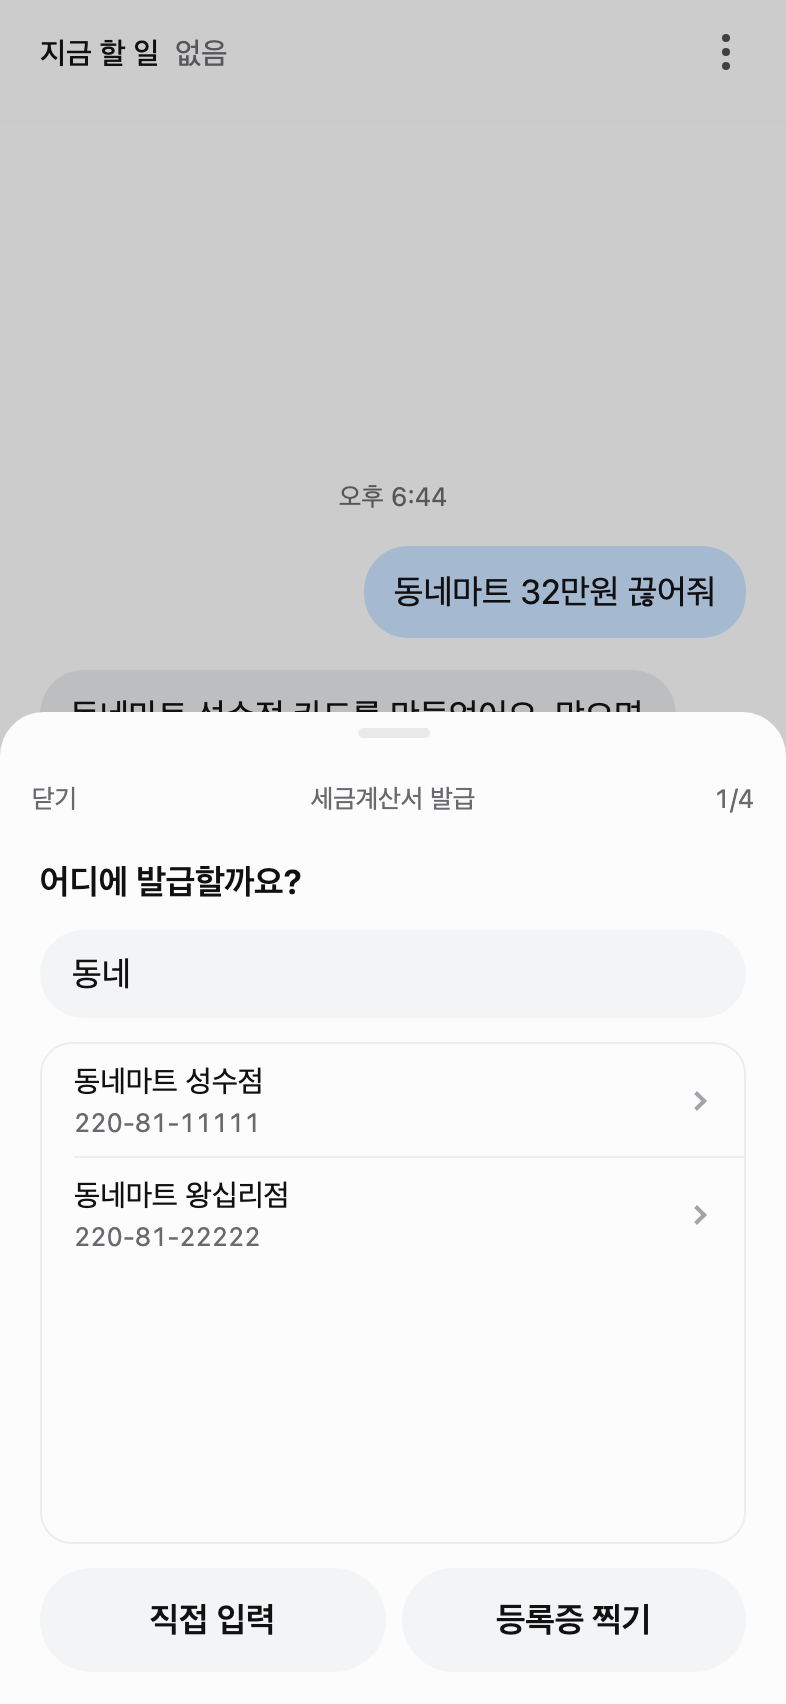 지금 할 일 없음
오후 6:44
동네마트 32만원 끊어줘
닫기 세금계산서 발급 1/4
어디에 발급할까요?
동네
동네마트 성수점
220-81-11111
동네마트 왕십리점
220-81-22222
직접 입력 등록증 찍기